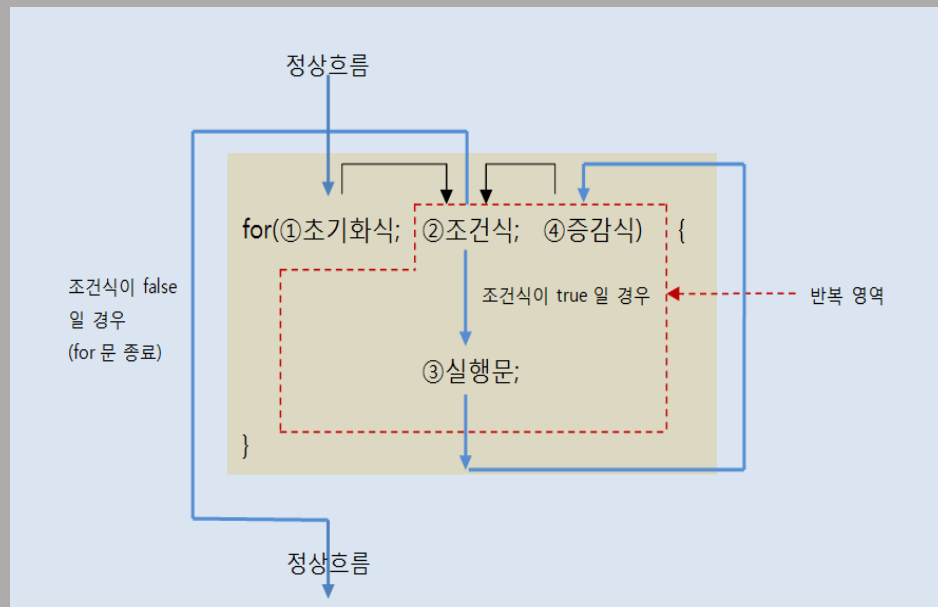 정상흐름
for(①초기화식; ②조건식; ④증감식) {
조건식이 false
일 경우
(for 문 종료)
조건식이 true 일 경우
반복 영역
③실행문;
}
정상흐름